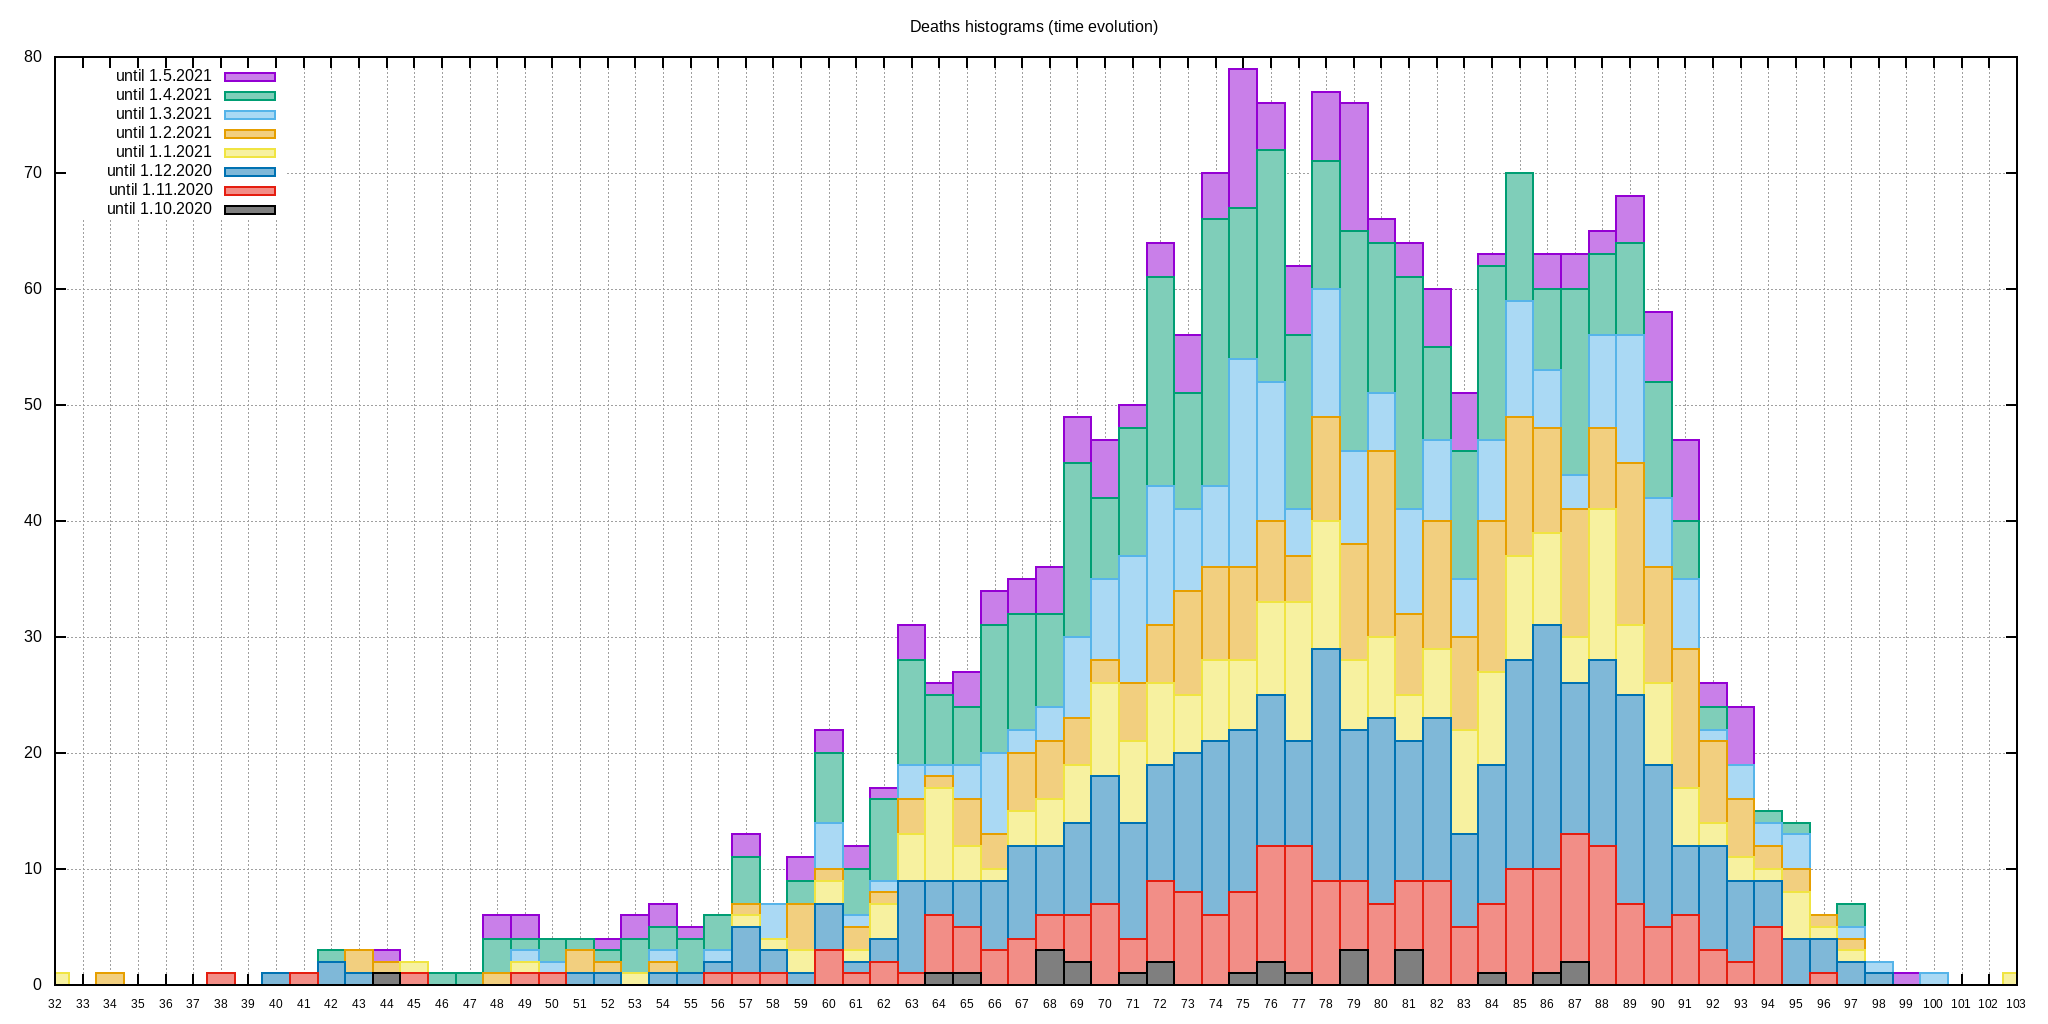 Deaths histograms (time evolution)
80
70
60
50
40
30
20
10
0
until 1.5.2021
until 1.4.2021
until 1.3.2021
until 1.2.2021
until 1.1.2021
until 1.12.2020
until 1.11.2020
until 1.10.2020
32 33 34 35 36 37 38 39 40 41 42 43 44 45 46 47 48 49 50 51 52 53 54 55 56 57 58 59 60 61 62 63 64 65 66 67 68 69 70 71 72 73 74 75 76 77 78 79 80 81 82 83 84 85 86 87 88 89 90 91 92 93 94 95 96 97 98 99 100 101 102 103